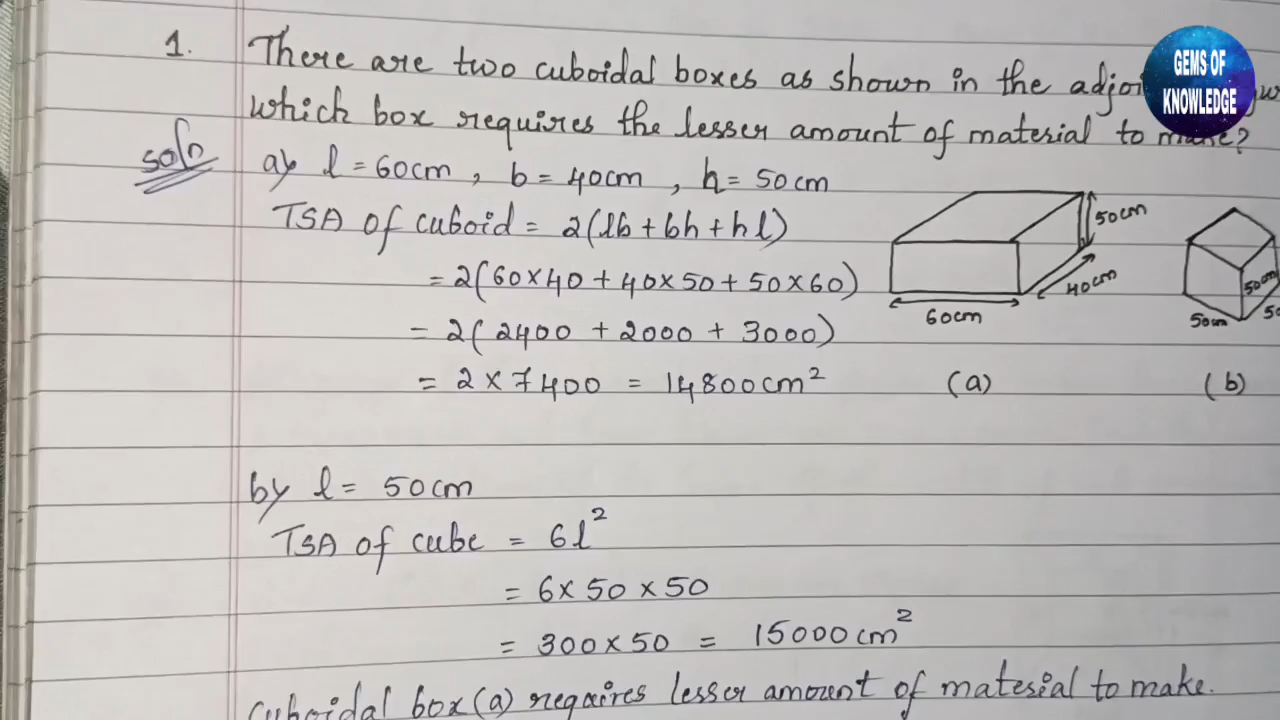 1. There are two cuboidal boxes as shown in the
which box requires the lesser amount of material to make?
GEMS OF
KNOWLEDGE
Soln
a) l = 60cm , b = 40cm , h = 50cm
TSA of cuboid = 2(lb + bh + hl)
= 2(60×40 + 40×50 + 50×60)
= 2(2400 + 2000 + 3000)
= 2 × 7400 = 14800cm²
50cm
40cm
60cm
(a)
50cm
50cm
(b)
b) l = 50cm
TSA of cube = 6l²
= 6 × 50 × 50
= 300 × 50 = 15000cm²
Cuboidal box (a) requires lesser amount of material to make.